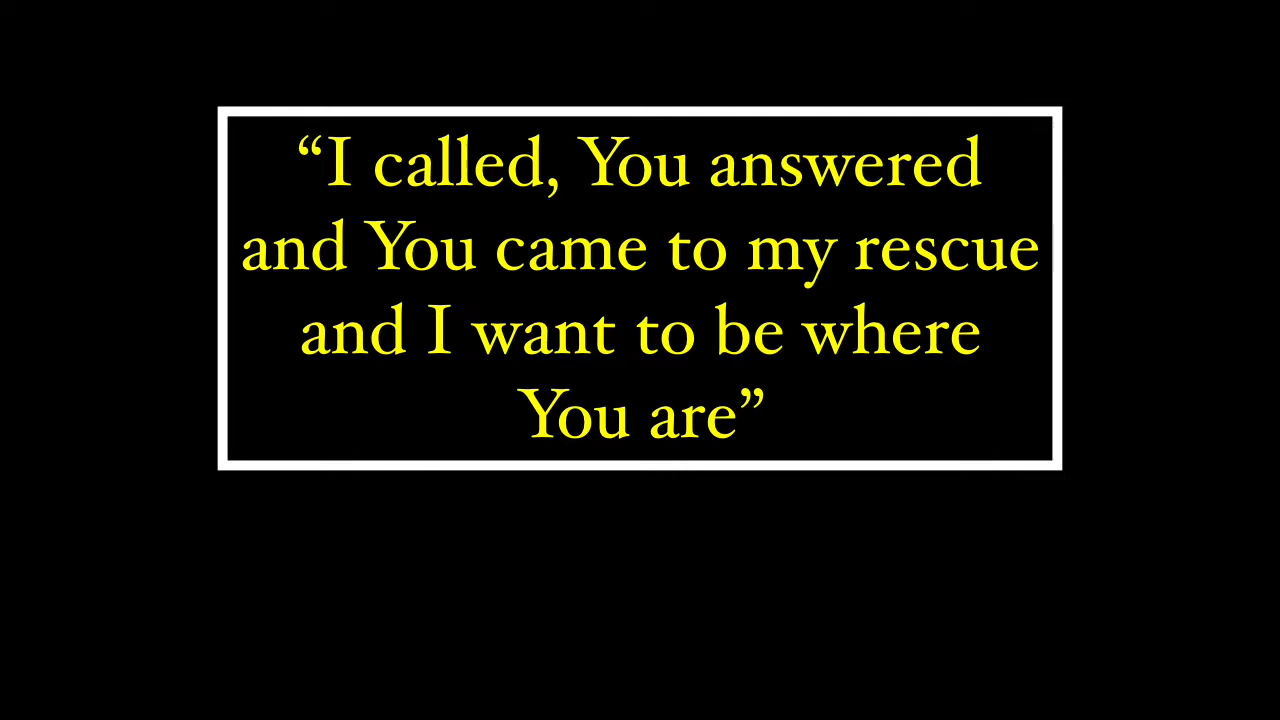 “I called, You answered
and You came to my rescue
and I want to be where
You are”